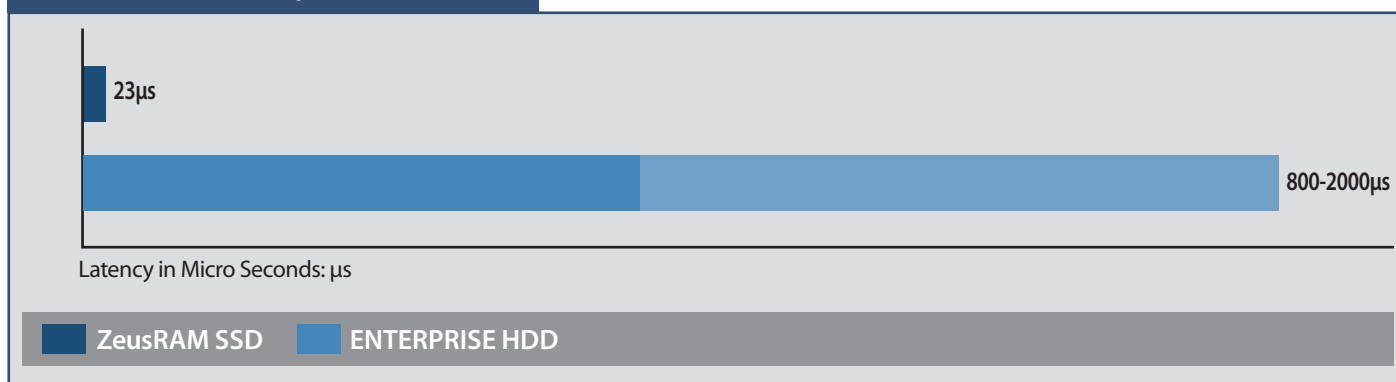 23µs
800-2000µs
Latency in Micro Seconds: µs
ZeusRAM SSD ENTERPRISE HDD